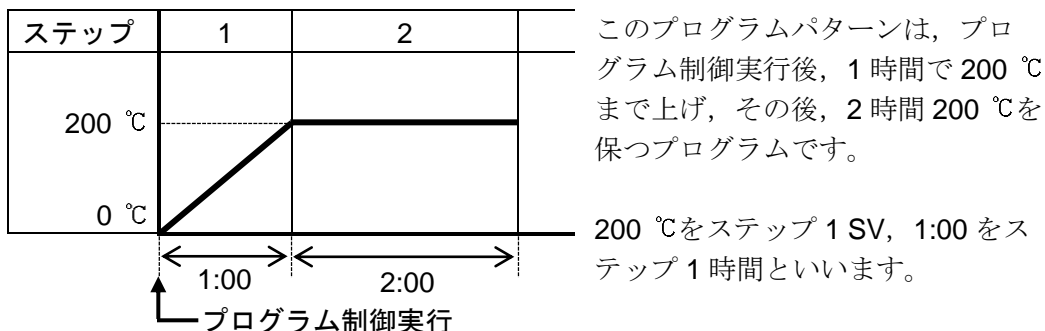 ステップ 1 2
200 ℃
0 ℃
1:00 2:00
プログラム制御実行
このプログラムパターンは，プロ
グラム制御実行後，1 時間で 200 ℃
まで上げ，その後，2 時間 200 ℃を
保つプログラムです。
200 ℃をステップ 1 SV，1:00 をス
テップ 1 時間といいます。